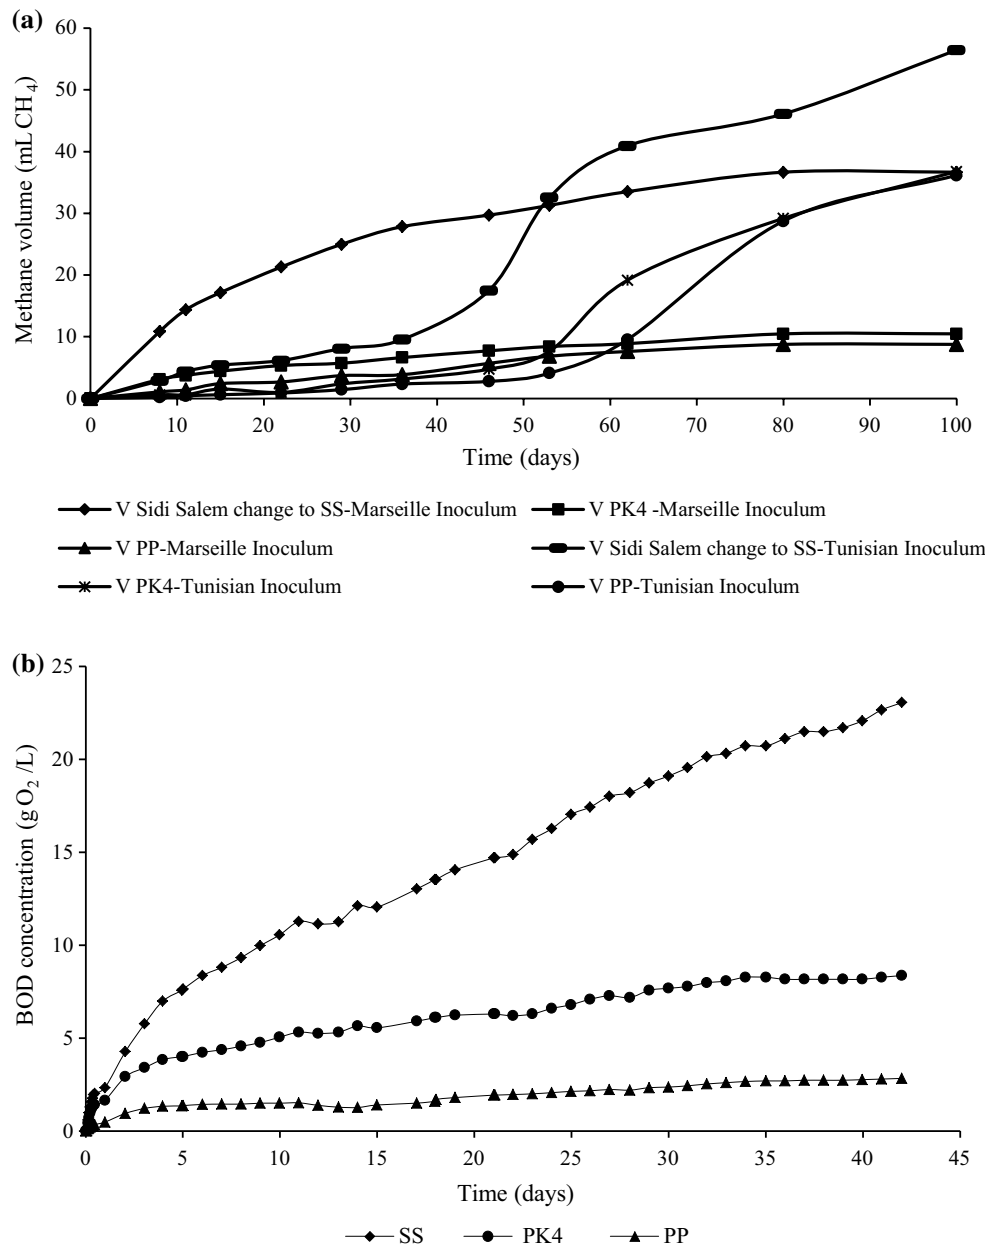 (a)
60
50
40
30
20
10
0
Methane volume (mL CH4)
0 10 20 30 40 50 60 70 80 90 100
Time (days)
V Sidi Salem change to SS-Marseille Inoculum
V PK4 -Marseille Inoculum
V PP-Marseille Inoculum
V Sidi Salem change to SS-Tunisian Inoculum
V PK4-Tunisian Inoculum
V PP-Tunisian Inoculum
(b)
25
20
15
10
5
0
BOD concentration (g O2 /L)
0 5 10 15 20 25 30 35 40 45
Time (days)
SS PK4 PP